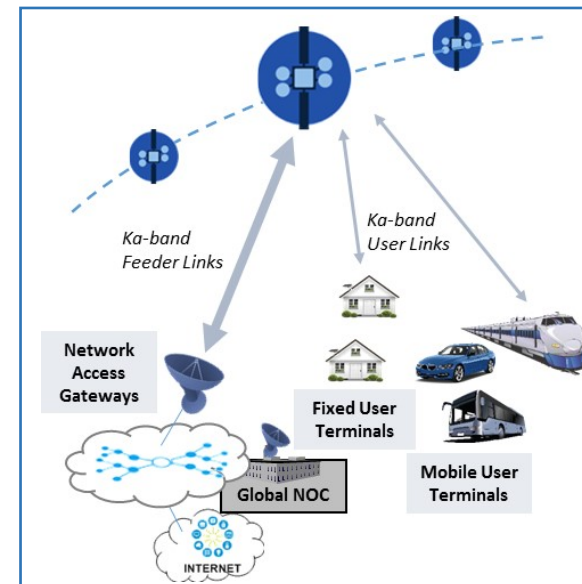 Ka-band
Feeder Links
Ka-band
User Links
Network
Access
Gateways
Fixed User
Terminals
Mobile User
Terminals
Global NOC
INTERNET